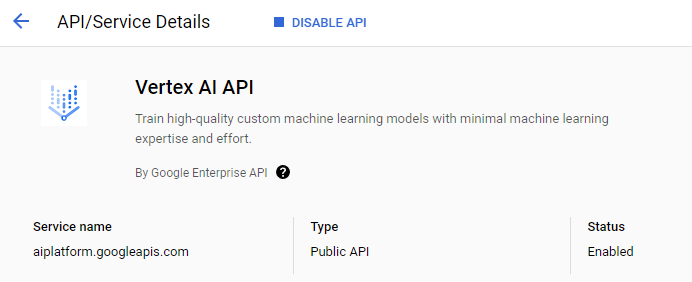 API/Service Details
DISABLE API
Vertex AI API
Train high-quality custom machine learning models with minimal machine learning
expertise and effort.
By Google Enterprise API ?
Service name
aiplatform.googleapis.com
Type
Public API
Status
Enabled